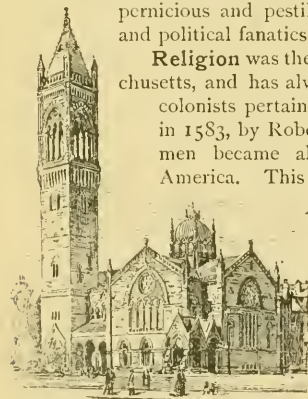 pernicious and pestil
and political fanatics
Religion was the
chusetts, and has alv
colonists pertain
in 1583, by Robe
men became al
America. This